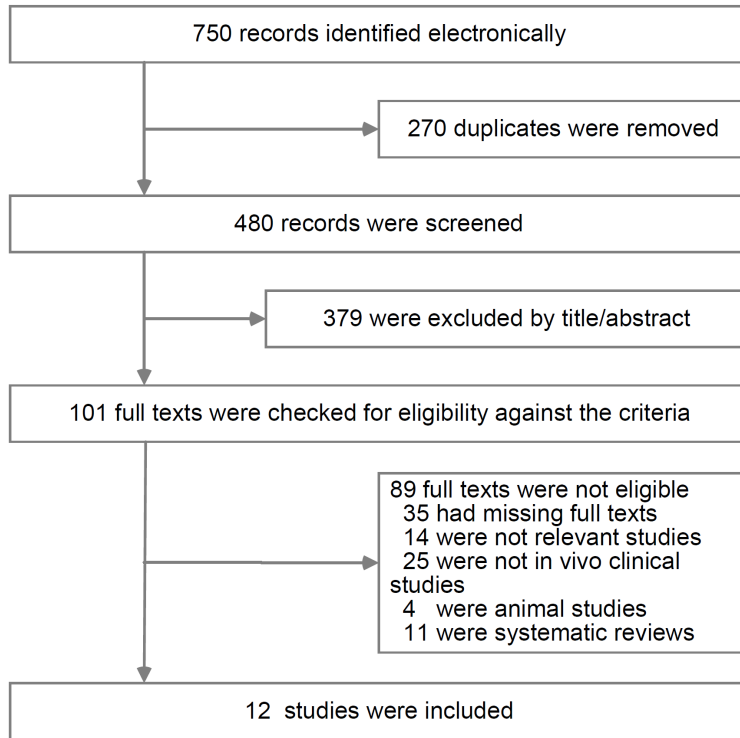 750 records identified electronically
270 duplicates were removed
480 records were screened
379 were excluded by title/abstract
101 full texts were checked for eligibility against the criteria
89 full texts were not eligible
35 had missing full texts
14 were not relevant studies
25 were not in vivo clinical
studies
4 were animal studies
11 were systematic reviews
12 studies were included